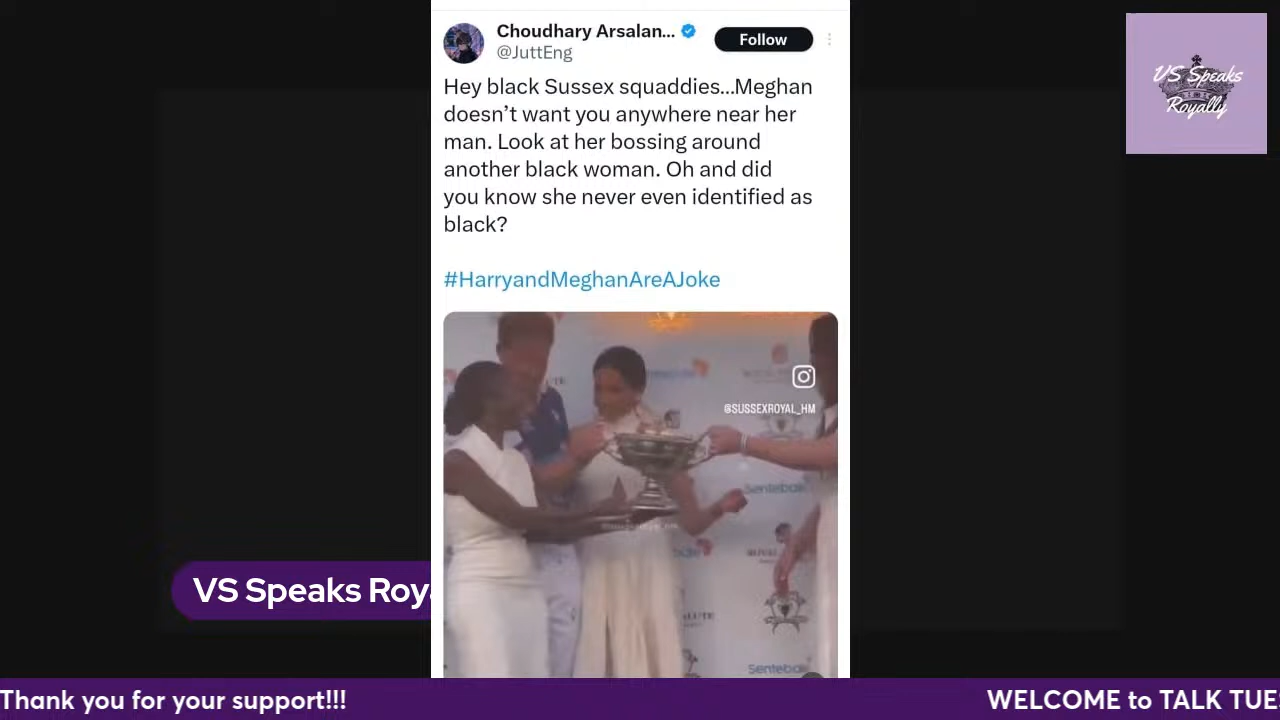 Choudhary Arsalan...
@JuttEng
Follow
Hey black Sussex squaddies...Meghan
doesn't want you anywhere near her
man. Look at her bossing around
another black woman. Oh and did
you know she never even identified as
black?
#HarryandMeghanAreAJoke
@SUSSEXROYAL_HM
Sentebale
Sentebale
VS Speaks
Royally
VS Speaks Roy
Thank you for your support!!!
WELCOME to TALK TUE